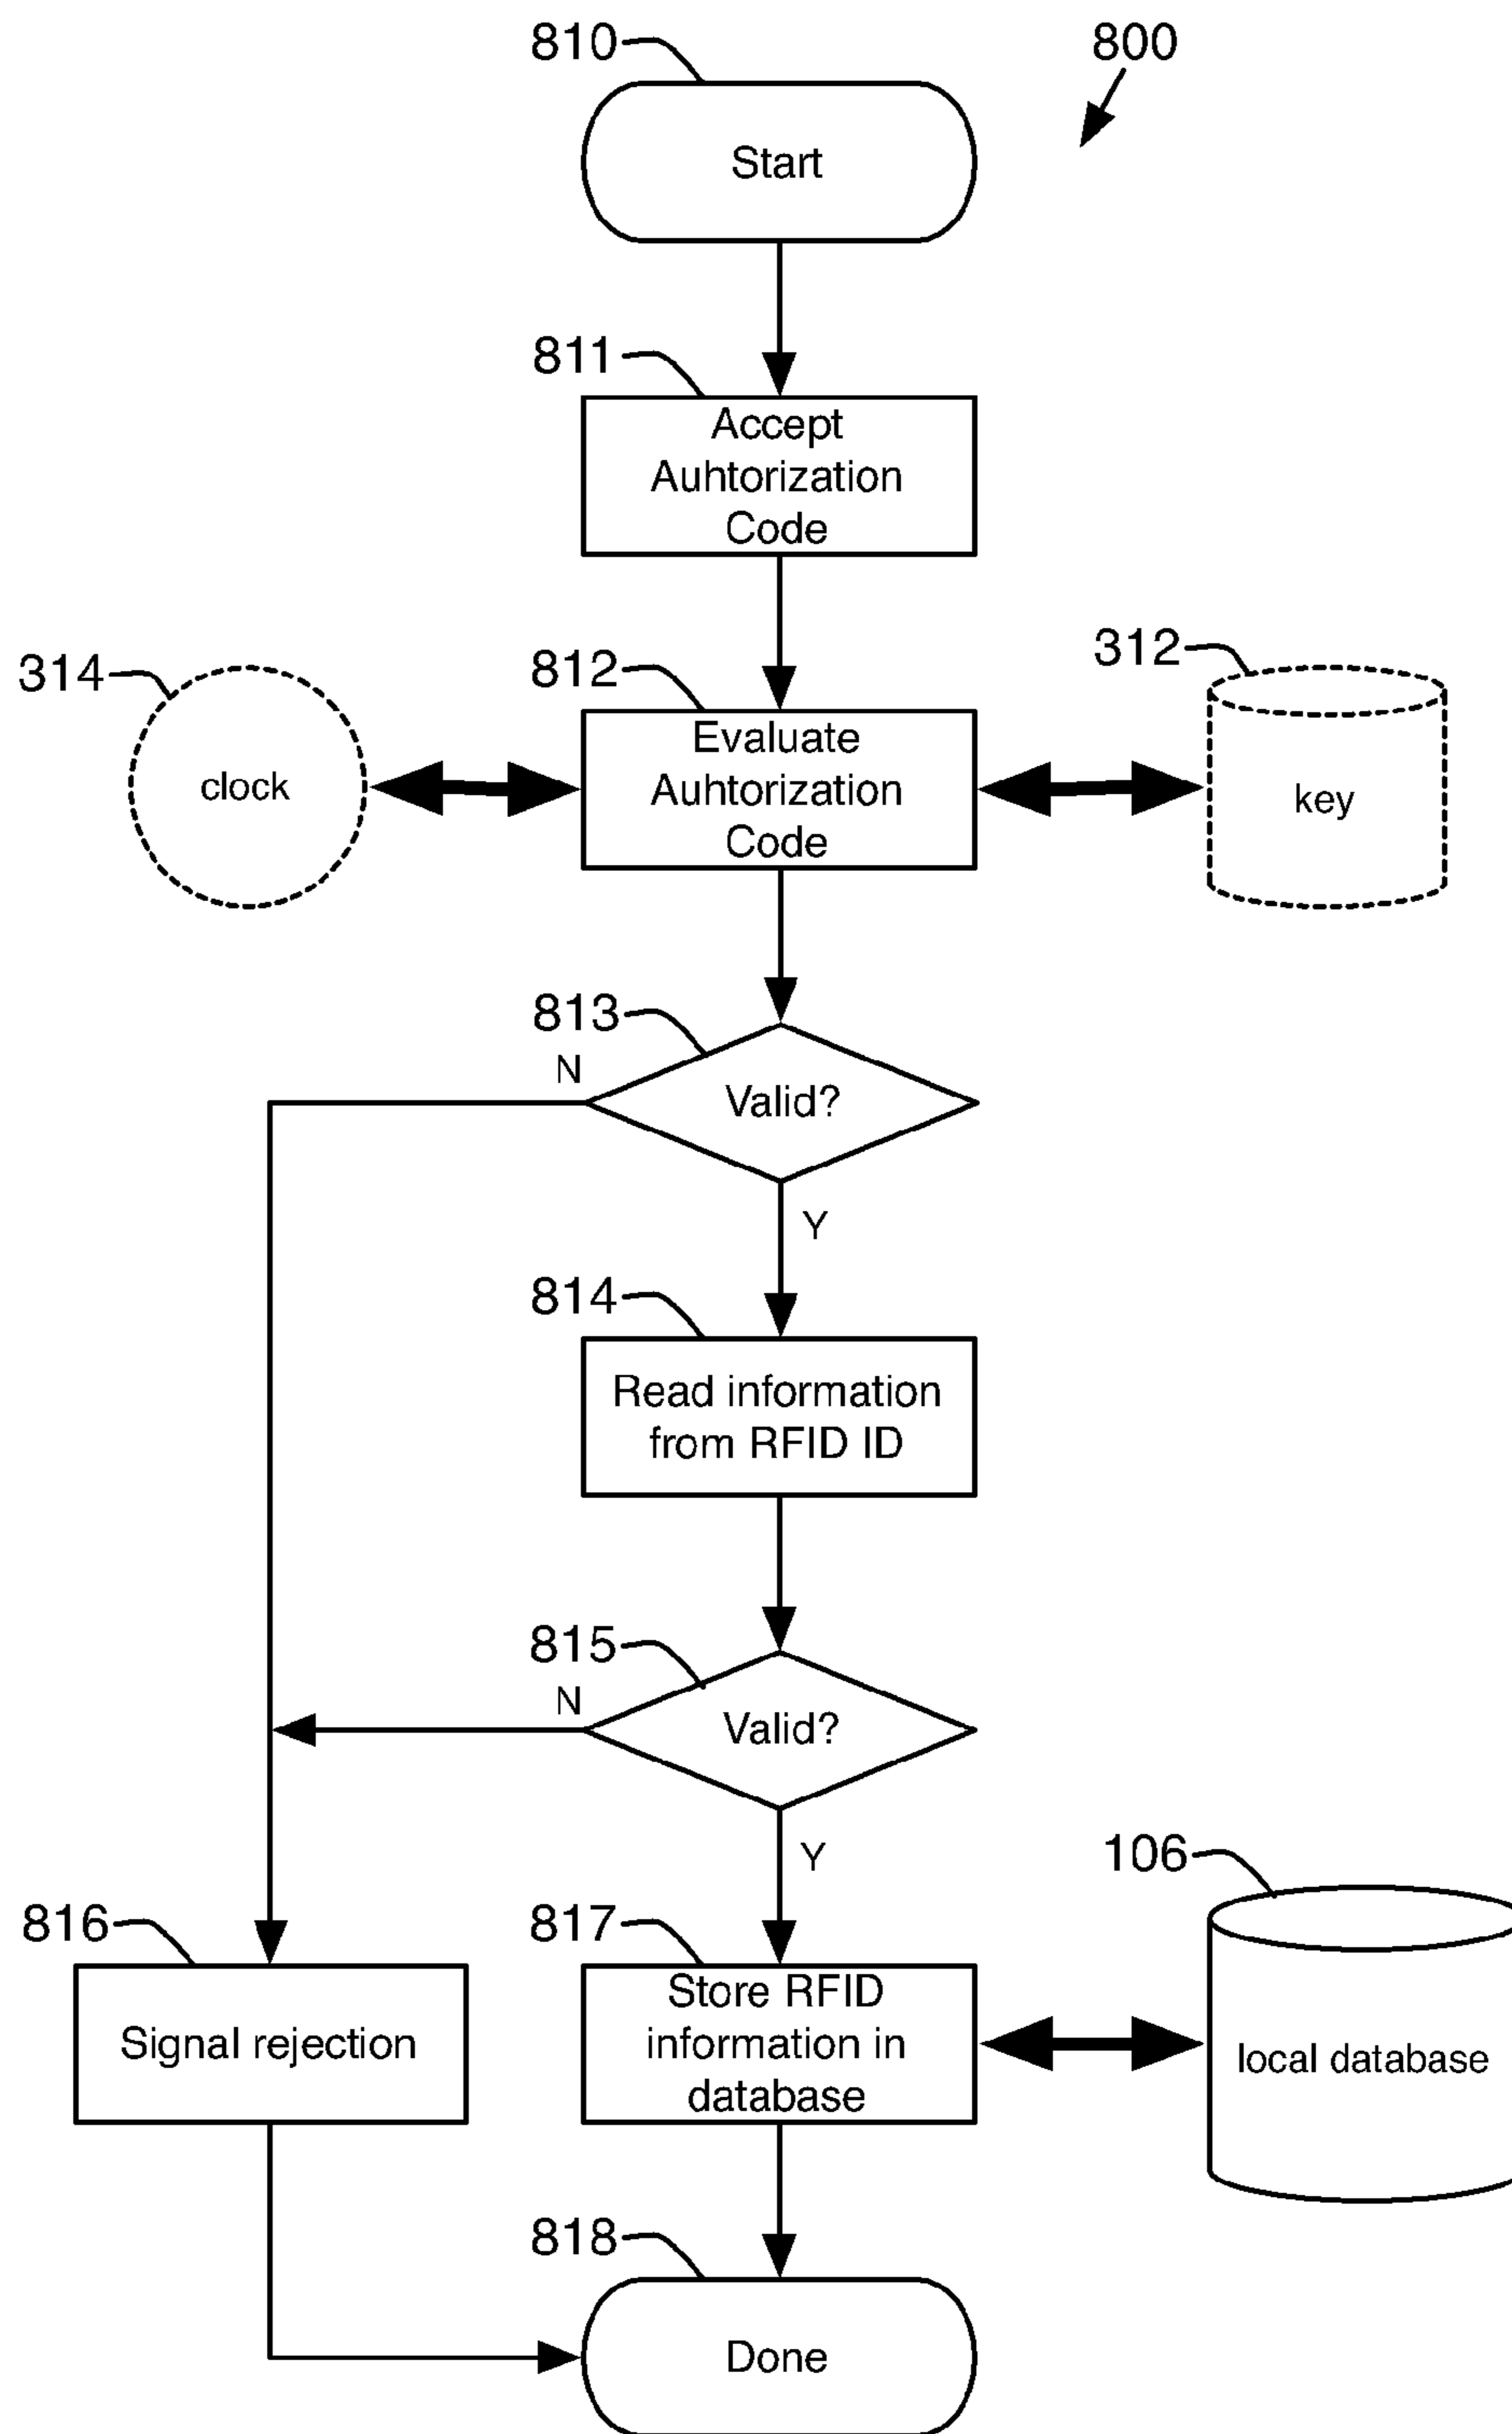 810
800
Start
811
Accept
Auhtorization
Code
314
812
312
clock
Evaluate
Auhtorization
Code
key
813
N
Valid?
Y
814
Read information
from RFID ID
815
N
Valid?
Y
106
816
817
Signal rejection
Store RFID
information in
database
local database
818
Done